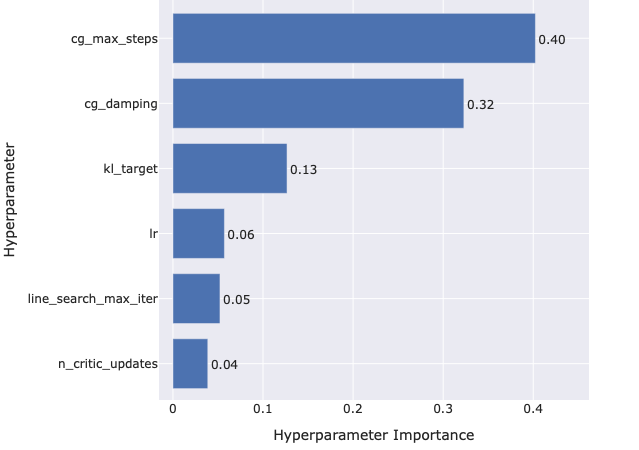 Hyperparameter
cg_max_steps 0.40
cg_damping 0.32
kl_target 0.13
lr 0.06
line_search_max_iter 0.05
n_critic_updates 0.04
0 0.1 0.2 0.3 0.4
Hyperparameter Importance